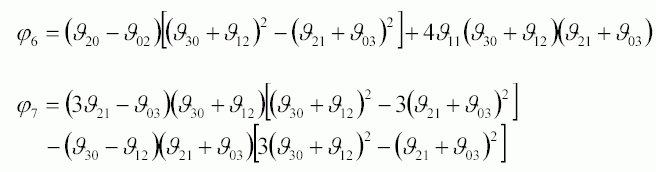 φ₆ = (ϑ₂₀ − ϑ₀₂)[(ϑ₃₀ + ϑ₁₂)² − (ϑ₂₁ + ϑ₀₃)²] + 4ϑ₁₁(ϑ₃₀ + ϑ₁₂)(ϑ₂₁ + ϑ₀₃)
φ₇ = (3ϑ₂₁ − ϑ₀₃)(ϑ₃₀ + ϑ₁₂)[(ϑ₃₀ + ϑ₁₂)² − 3(ϑ₂₁ + ϑ₀₃)²]
− (ϑ₃₀ − ϑ₁₂)(ϑ₂₁ + ϑ₀₃)[3(ϑ₃₀ + ϑ₁₂)² − (ϑ₂₁ + ϑ₀₃)²]